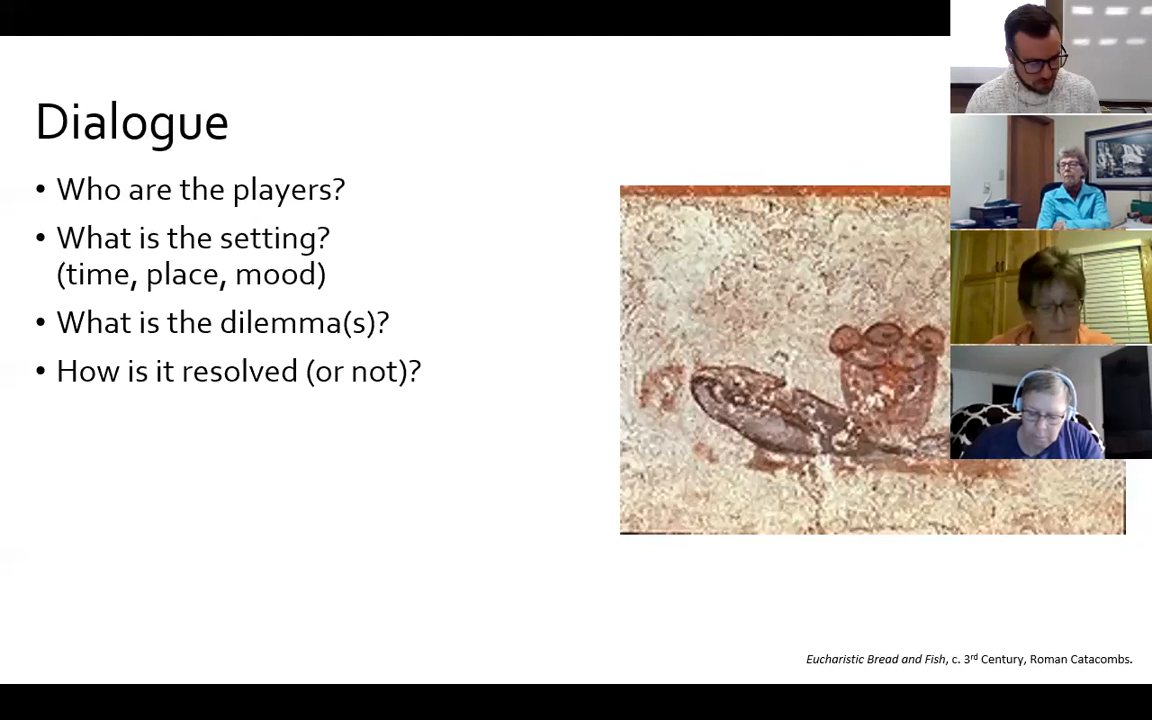 Dialogue
• Who are the players?
• What is the setting?
(time, place, mood)
• What is the dilemma(s)?
• How is it resolved (or not)?
Eucharistic Bread and Fish, c. 3rd Century, Roman Catacombs.